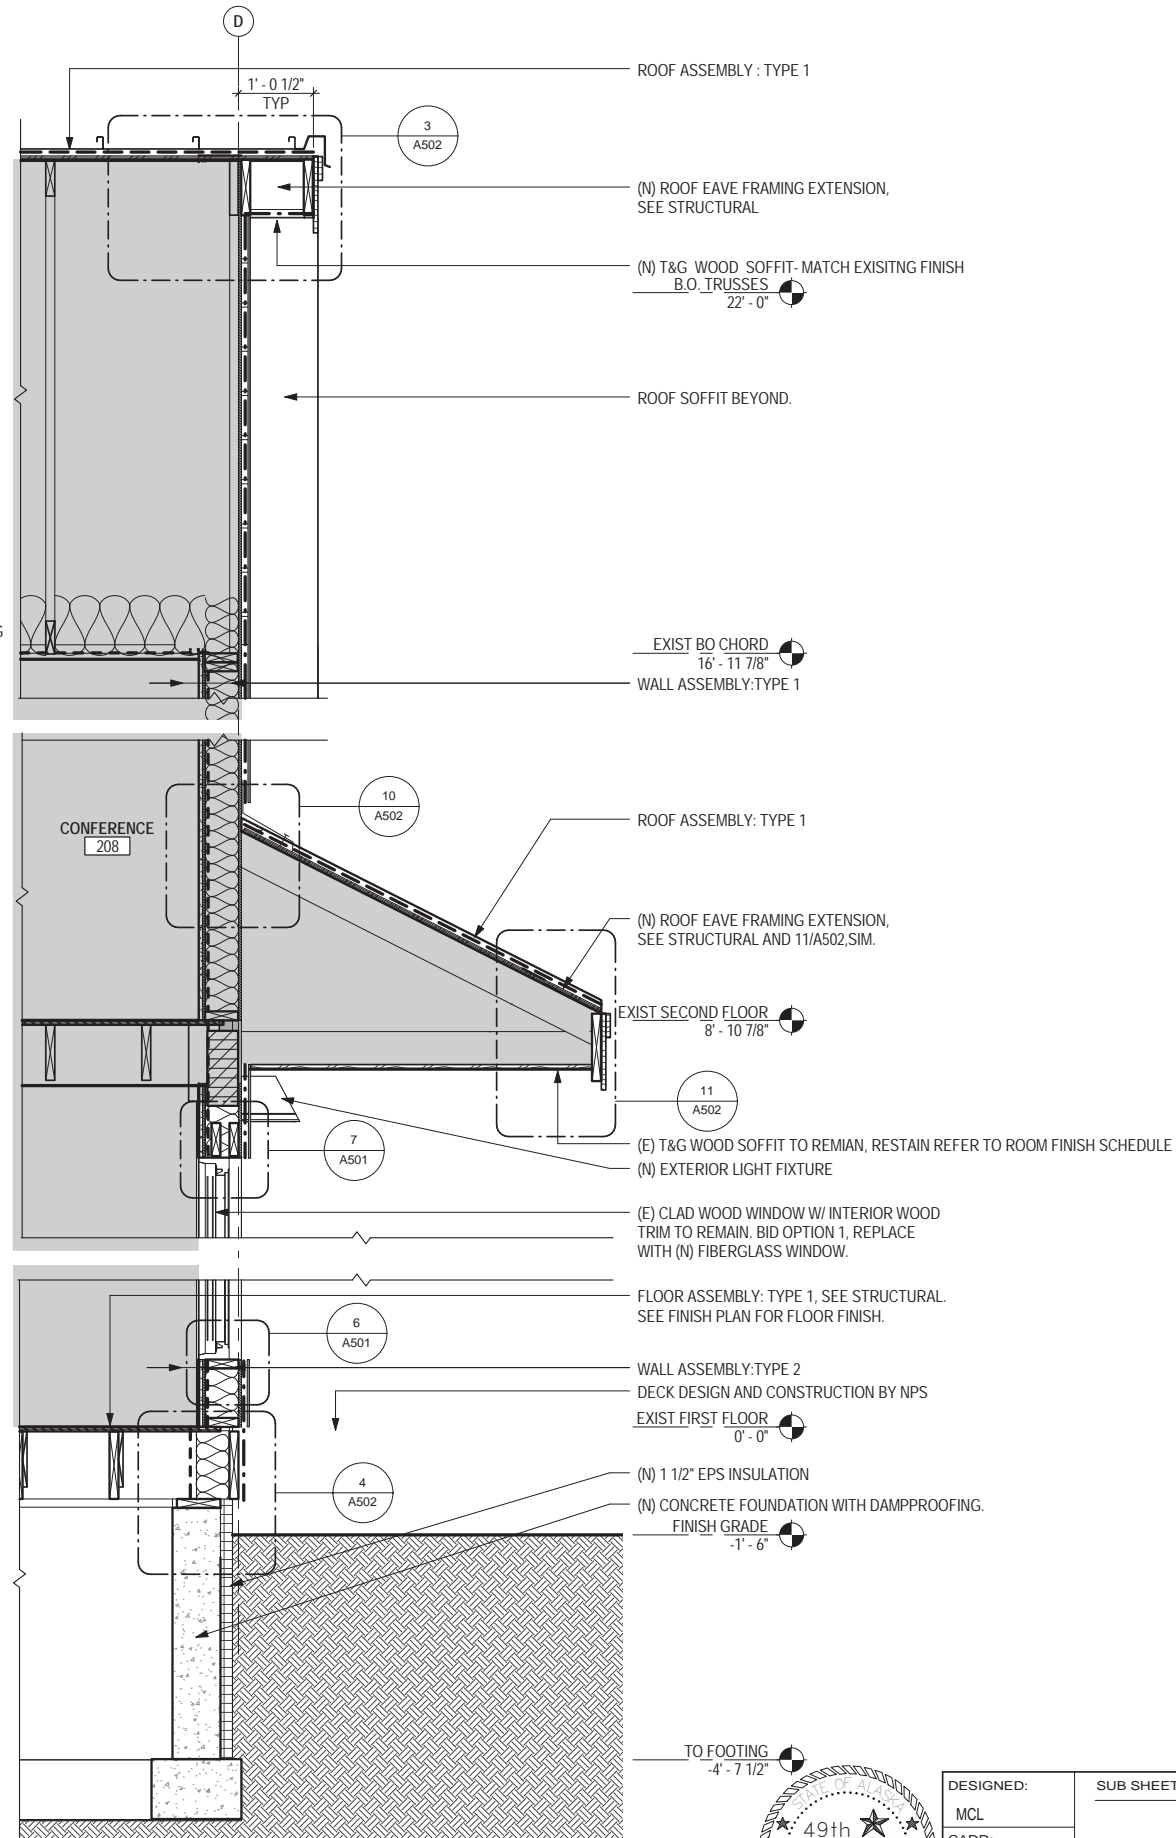 D
ROOF ASSEMBLY : TYPE 1
1' - 0 1/2"
TYP
3
A502
(N) ROOF EAVE FRAMING EXTENSION,
SEE STRUCTURAL
(N) T&G WOOD SOFFIT- MATCH EXISITNG FINISH
B.O. TRUSSES
22' - 0"
ROOF SOFFIT BEYOND.
EXIST BO CHORD
16' - 11 7/8"
WALL ASSEMBLY:TYPE 1
10
A502
CONFERENCE
208
ROOF ASSEMBLY: TYPE 1
(N) ROOF EAVE FRAMING EXTENSION,
SEE STRUCTURAL AND 11/A502,SIM.
EXIST SECOND FLOOR
8' - 10 7/8"
11
A502
7
A501
(E) T&G WOOD SOFFIT TO REMIAN, RESTAIN REFER TO ROOM FINISH SCHEDULE
(N) EXTERIOR LIGHT FIXTURE
(E) CLAD WOOD WINDOW W/ INTERIOR WOOD
TRIM TO REMAIN. BID OPTION 1, REPLACE
WITH (N) FIBERGLASS WINDOW.
FLOOR ASSEMBLY: TYPE 1, SEE STRUCTURAL.
SEE FINISH PLAN FOR FLOOR FINISH.
6
A501
WALL ASSEMBLY:TYPE 2
DECK DESIGN AND CONSTRUCTION BY NPS
EXIST FIRST FLOOR
0' - 0"
4
A502
(N) 1 1/2" EPS INSULATION
(N) CONCRETE FOUNDATION WITH DAMPPROOFING.
FINISH GRADE
-1' - 6"
TO FOOTING
-4' - 7 1/2"
STATE OF ALASKA
49th
DESIGNED:
MCL
SUB SHEET